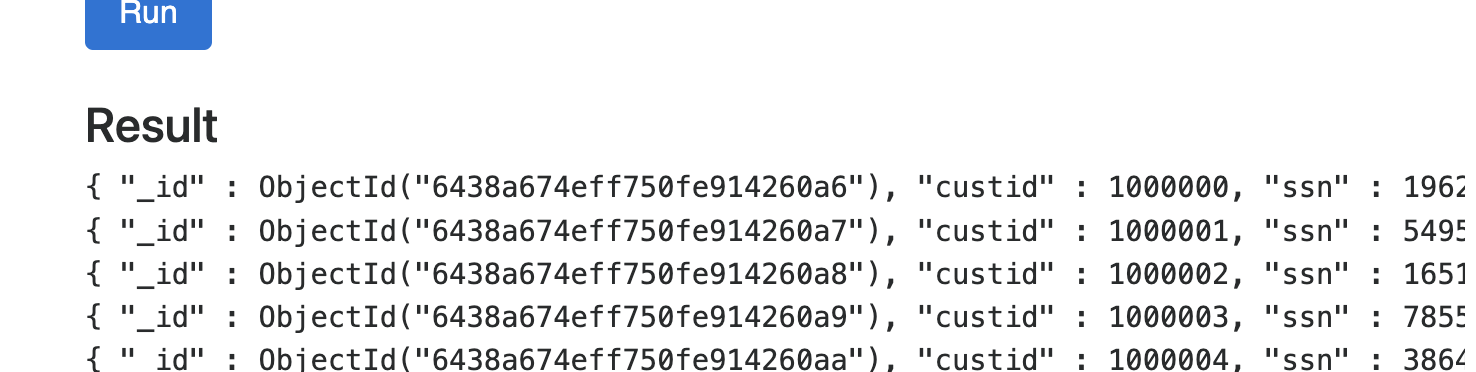 Run
Result
{ "_id" : ObjectId("6438a674eff750fe914260a6"), "custid" : 1000000, "ssn" : 1962
{ "_id" : ObjectId("6438a674eff750fe914260a7"), "custid" : 1000001, "ssn" : 5495
{ "_id" : ObjectId("6438a674eff750fe914260a8"), "custid" : 1000002, "ssn" : 1651
{ "_id" : ObjectId("6438a674eff750fe914260a9"), "custid" : 1000003, "ssn" : 7855
{ "_id" : ObjectId("6438a674eff750fe914260aa"), "custid" : 1000004, "ssn" : 3864